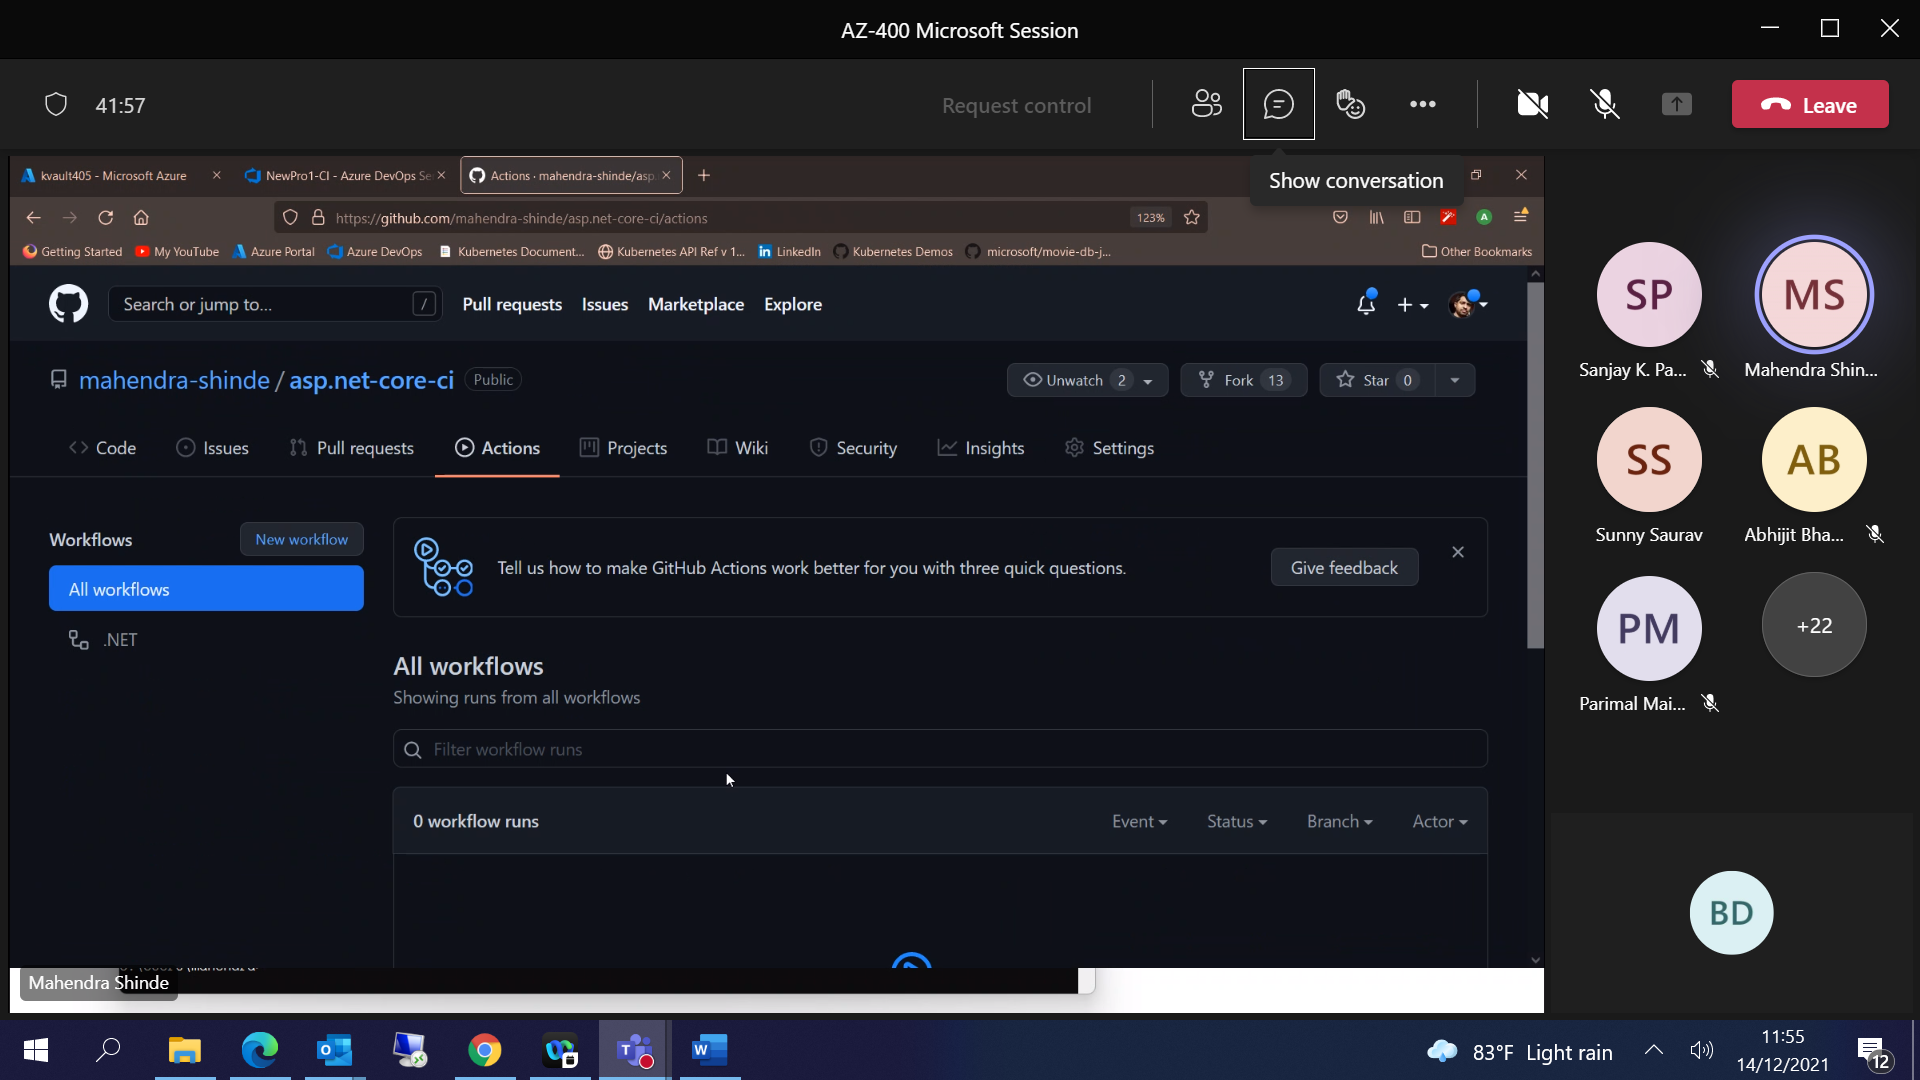 AZ-400 Microsoft Session
41:57
Request control
Leave
Show conversation
kvault405 - Microsoft Azure
NewPro1-CI - Azure DevOps Se
Actions · mahendra-shinde/asp.
https://github.com/mahendra-shinde/asp.net-core-ci/actions
123%
A
Getting Started
My YouTube
Azure Portal
Azure DevOps
Kubernetes Document...
Kubernetes API Ref v 1...
LinkedIn
Kubernetes Demos
microsoft/movie-db-j...
Other Bookmarks
Search or jump to...
/
Pull requests
Issues
Marketplace
Explore
mahendra-shinde / asp.net-core-ci
Public
Unwatch 2
Fork 13
Star 0
Code
Issues
Pull requests
Actions
Projects
Wiki
Security
Insights
Settings
Workflows
New workflow
All workflows
.NET
Tell us how to make GitHub Actions work better for you with three quick questions.
Give feedback
All workflows
Showing runs from all workflows
Filter workflow runs
0 workflow runs
Event
Status
Branch
Actor
Mahendra Shinde
SP
Sanjay K. Pa...
MS
Mahendra Shin...
SS
Sunny Saurav
AB
Abhijit Bha...
PM
Parimal Mai...
+22
BD
83°F Light rain
11:55
14/12/2021
12